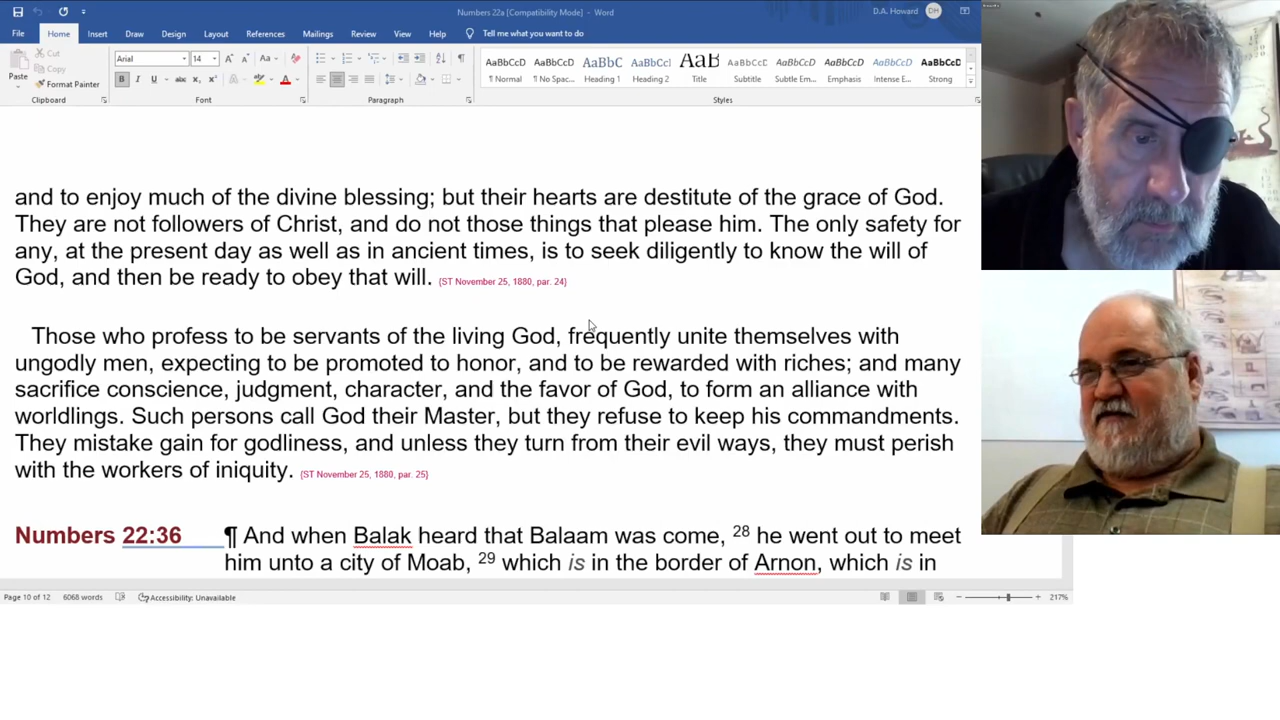 Numbers 22a [Compatibility Mode] - Word
D.A. Howard
DH
File Home Insert Draw Design Layout References Mailings Review View Help Tell me what you want to do
Paste
Cut
Copy
Format Painter
Clipboard
Arial 14
Font
Paragraph
AaBbCcD AaBbCcD AaBbC AaBbCcI AaB AaBbCcD AaBbCcD AaBbCcD AaBbCcD AaBbCcD
¶ Normal ¶ No Spac... Heading 1 Heading 2 Title Subtitle Subtle Em... Emphasis Intense E... Strong
Styles
and to enjoy much of the divine blessing; but their hearts are destitute of the grace of God.
They are not followers of Christ, and do not those things that please him. The only safety for
any, at the present day as well as in ancient times, is to seek diligently to know the will of
God, and then be ready to obey that will. {ST November 25, 1880, par. 24}
Those who profess to be servants of the living God, frequently unite themselves with
ungodly men, expecting to be promoted to honor, and to be rewarded with riches; and many
sacrifice conscience, judgment, character, and the favor of God, to form an alliance with
worldlings. Such persons call God their Master, but they refuse to keep his commandments.
They mistake gain for godliness, and unless they turn from their evil ways, they must perish
with the workers of iniquity. {ST November 25, 1880, par. 25}
Numbers 22:36 ¶ And when Balak heard that Balaam was come, 28 he went out to meet
him unto a city of Moab, 29 which is in the border of Arnon, which is in
Page 10 of 12 6068 words Accessibility: Unavailable 217%